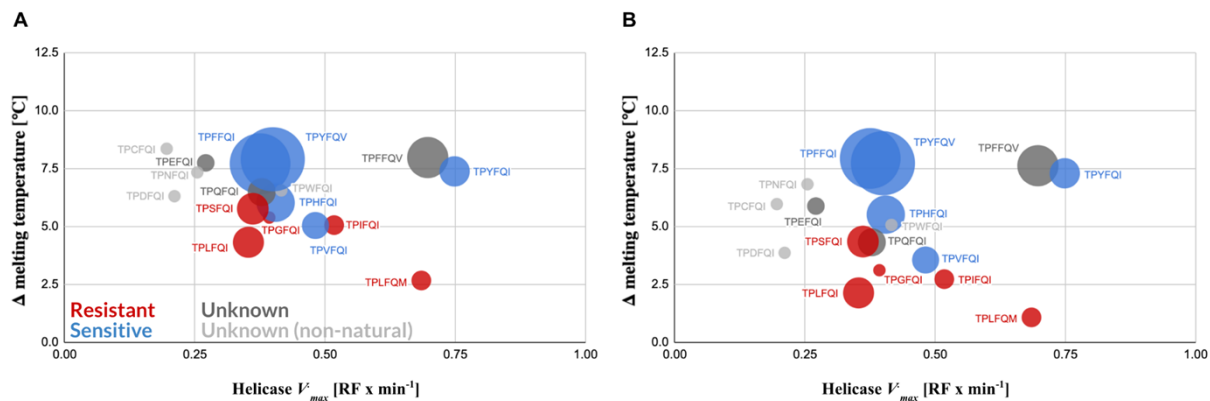 A
B
Δ melting temperature [°C]
12.5
10.0
7.5
5.0
2.5
0.00
0.00
0.25
0.50
0.75
1.00
TPCFQI
TPEFQI
TPNFQI
TPDFQI
TPFFQI
TPYFQV
TPQFQI
TPWFQI
TPSFQI
TPHFQI
TPGFQI
TPIFQI
TPLFQI
TPVFQI
TPFFQV
TPYFQI
TPLFQM
Resistant Unknown
Sensitive Unknown (non-natural)
Helicase V'max [RF x min-1]
Δ melting temperature [°C]
12.5
10.0
7.5
5.0
2.5
0.00
0.00
0.25
0.50
0.75
1.00
TPFFQI
TPYFQV
TPNFQI
TPCFQI
TPEFQI
TPDFQI
TPHFQI
TPWFQI
TPSFQI
TPQFQI
TPVFQI
TPGFQI
TPIFQI
TPLFQI
TPFFQV
TPYFQI
TPLFQM
Helicase V'max [RF x min-1]